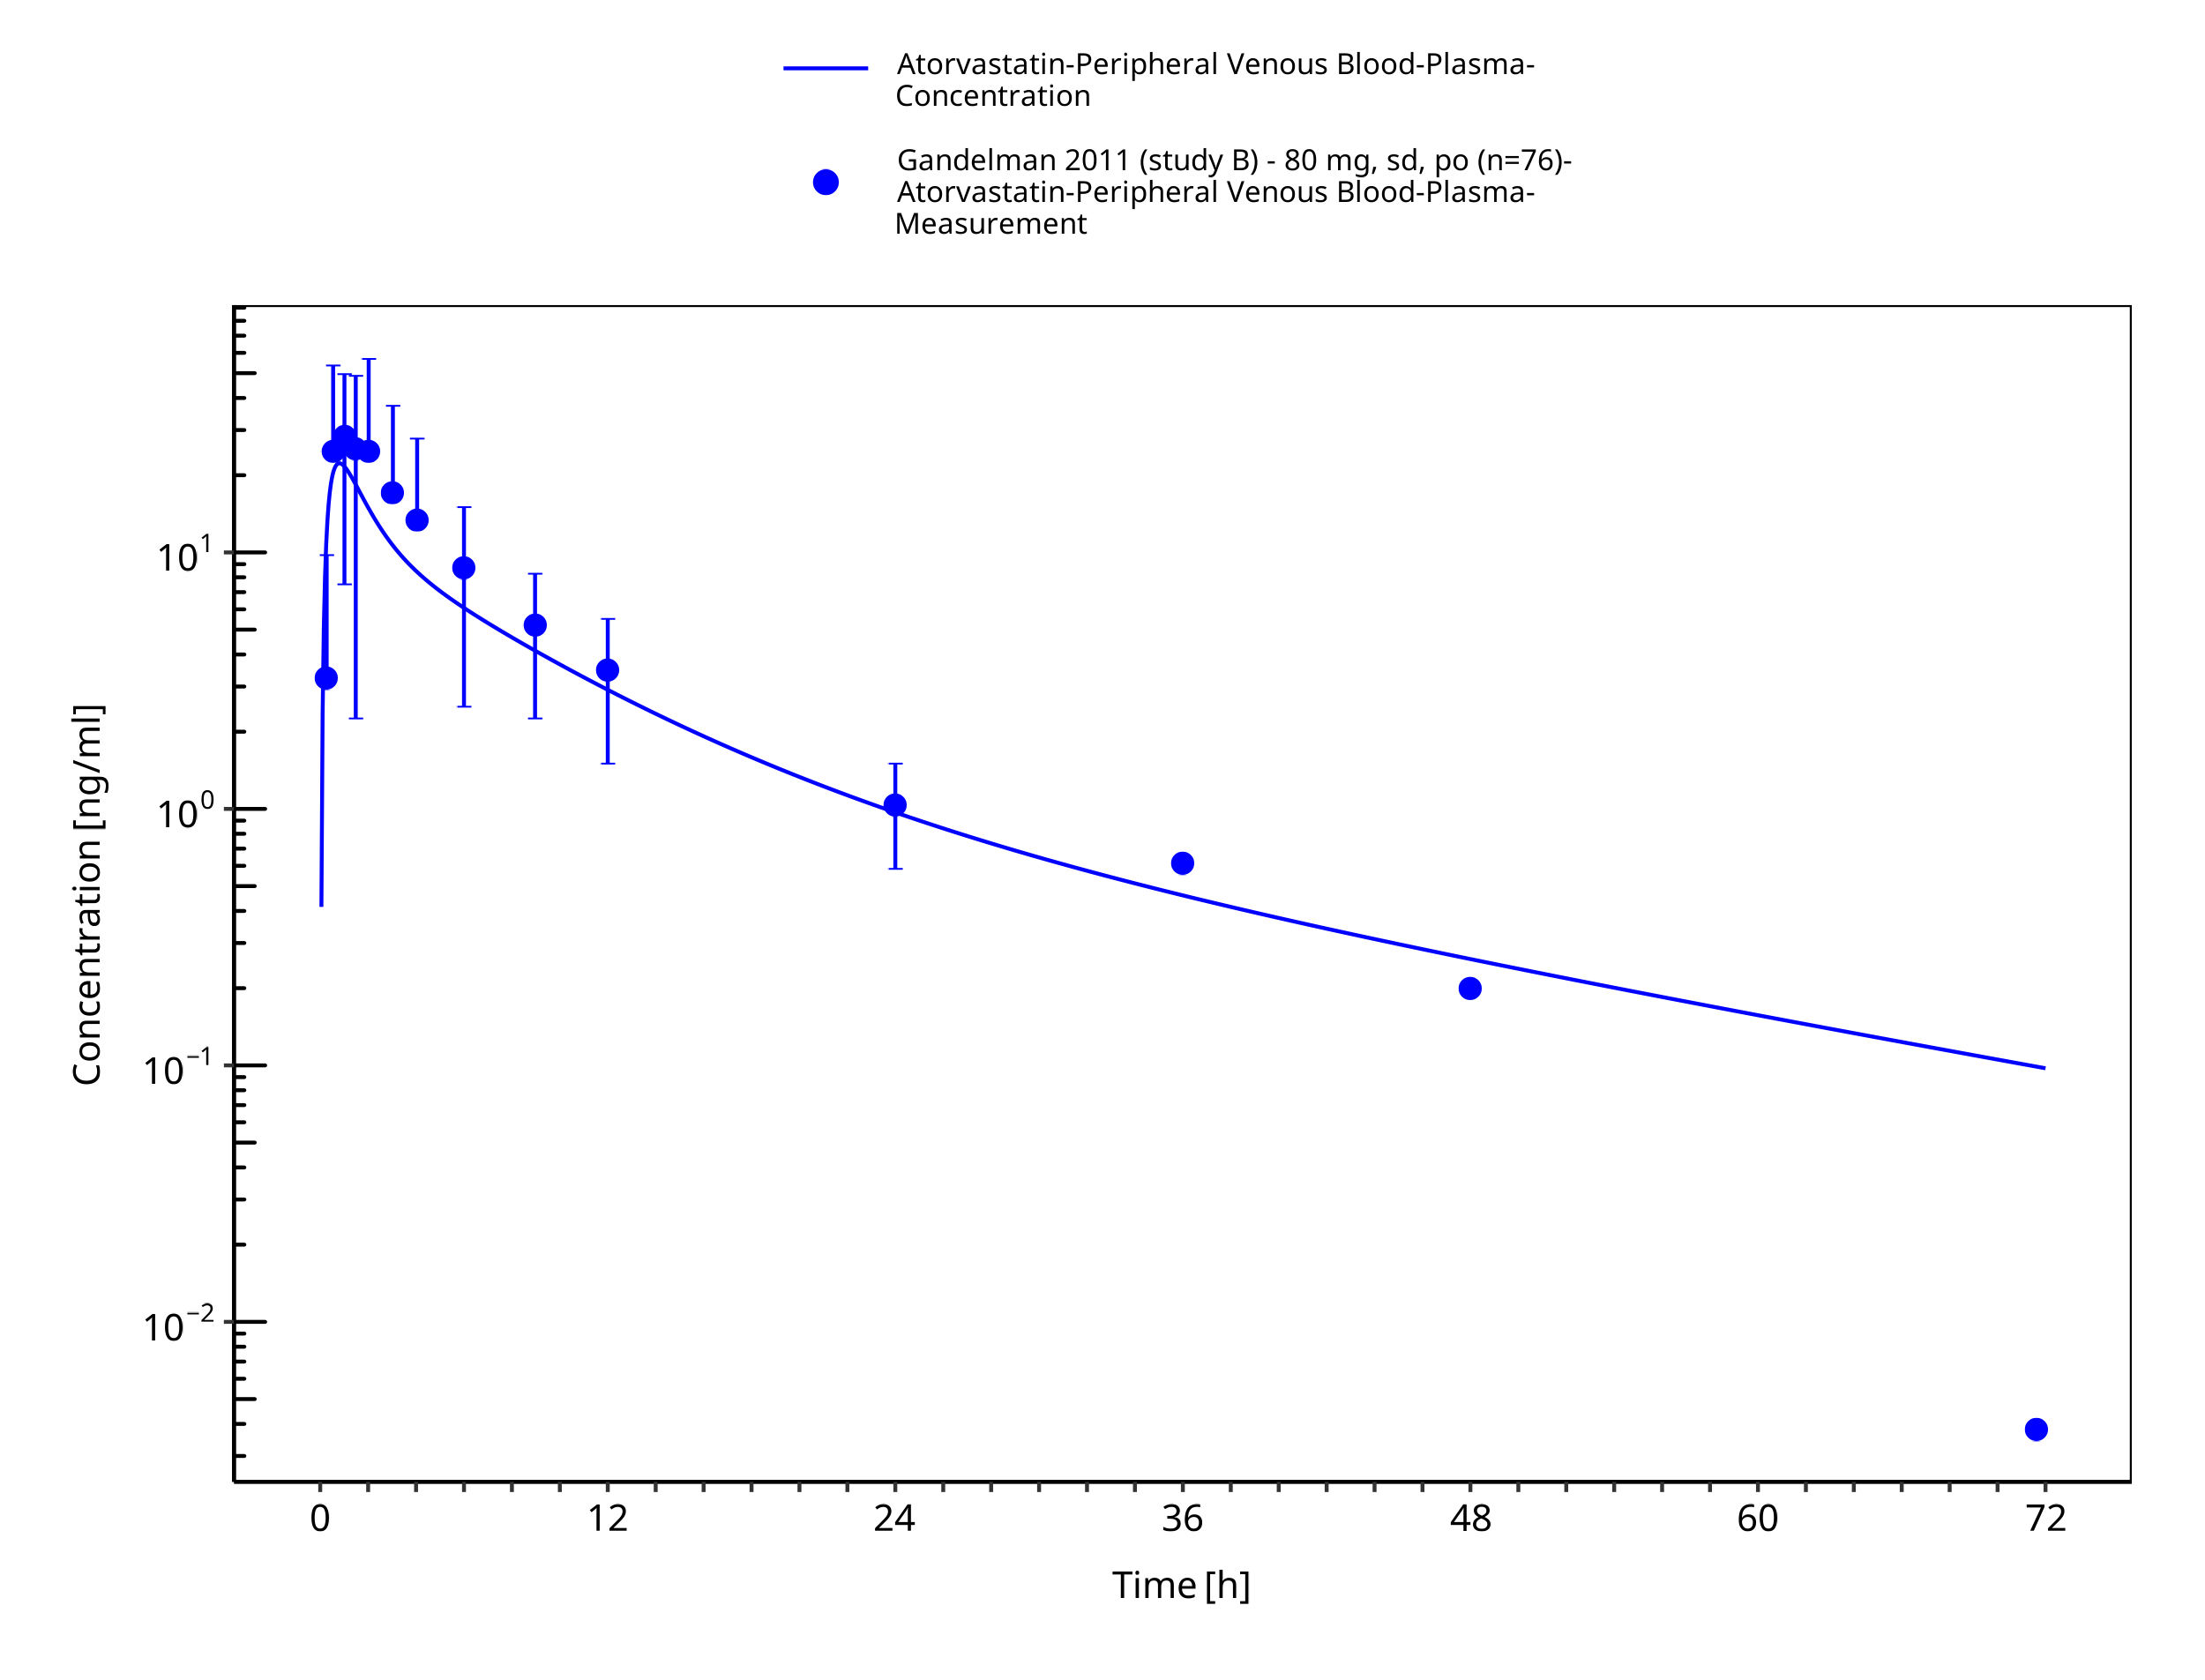 Atorvastatin-Peripheral Venous Blood-Plasma-
Concentration
Gandelman 2011 (study B) - 80 mg, sd, po (n=76)-
Atorvastatin-Peripheral Venous Blood-Plasma-
Measurement
Concentration [ng/ml]
10¹
10⁰
10⁻¹
10⁻²
0 12 24 36 48 60 72
Time [h]